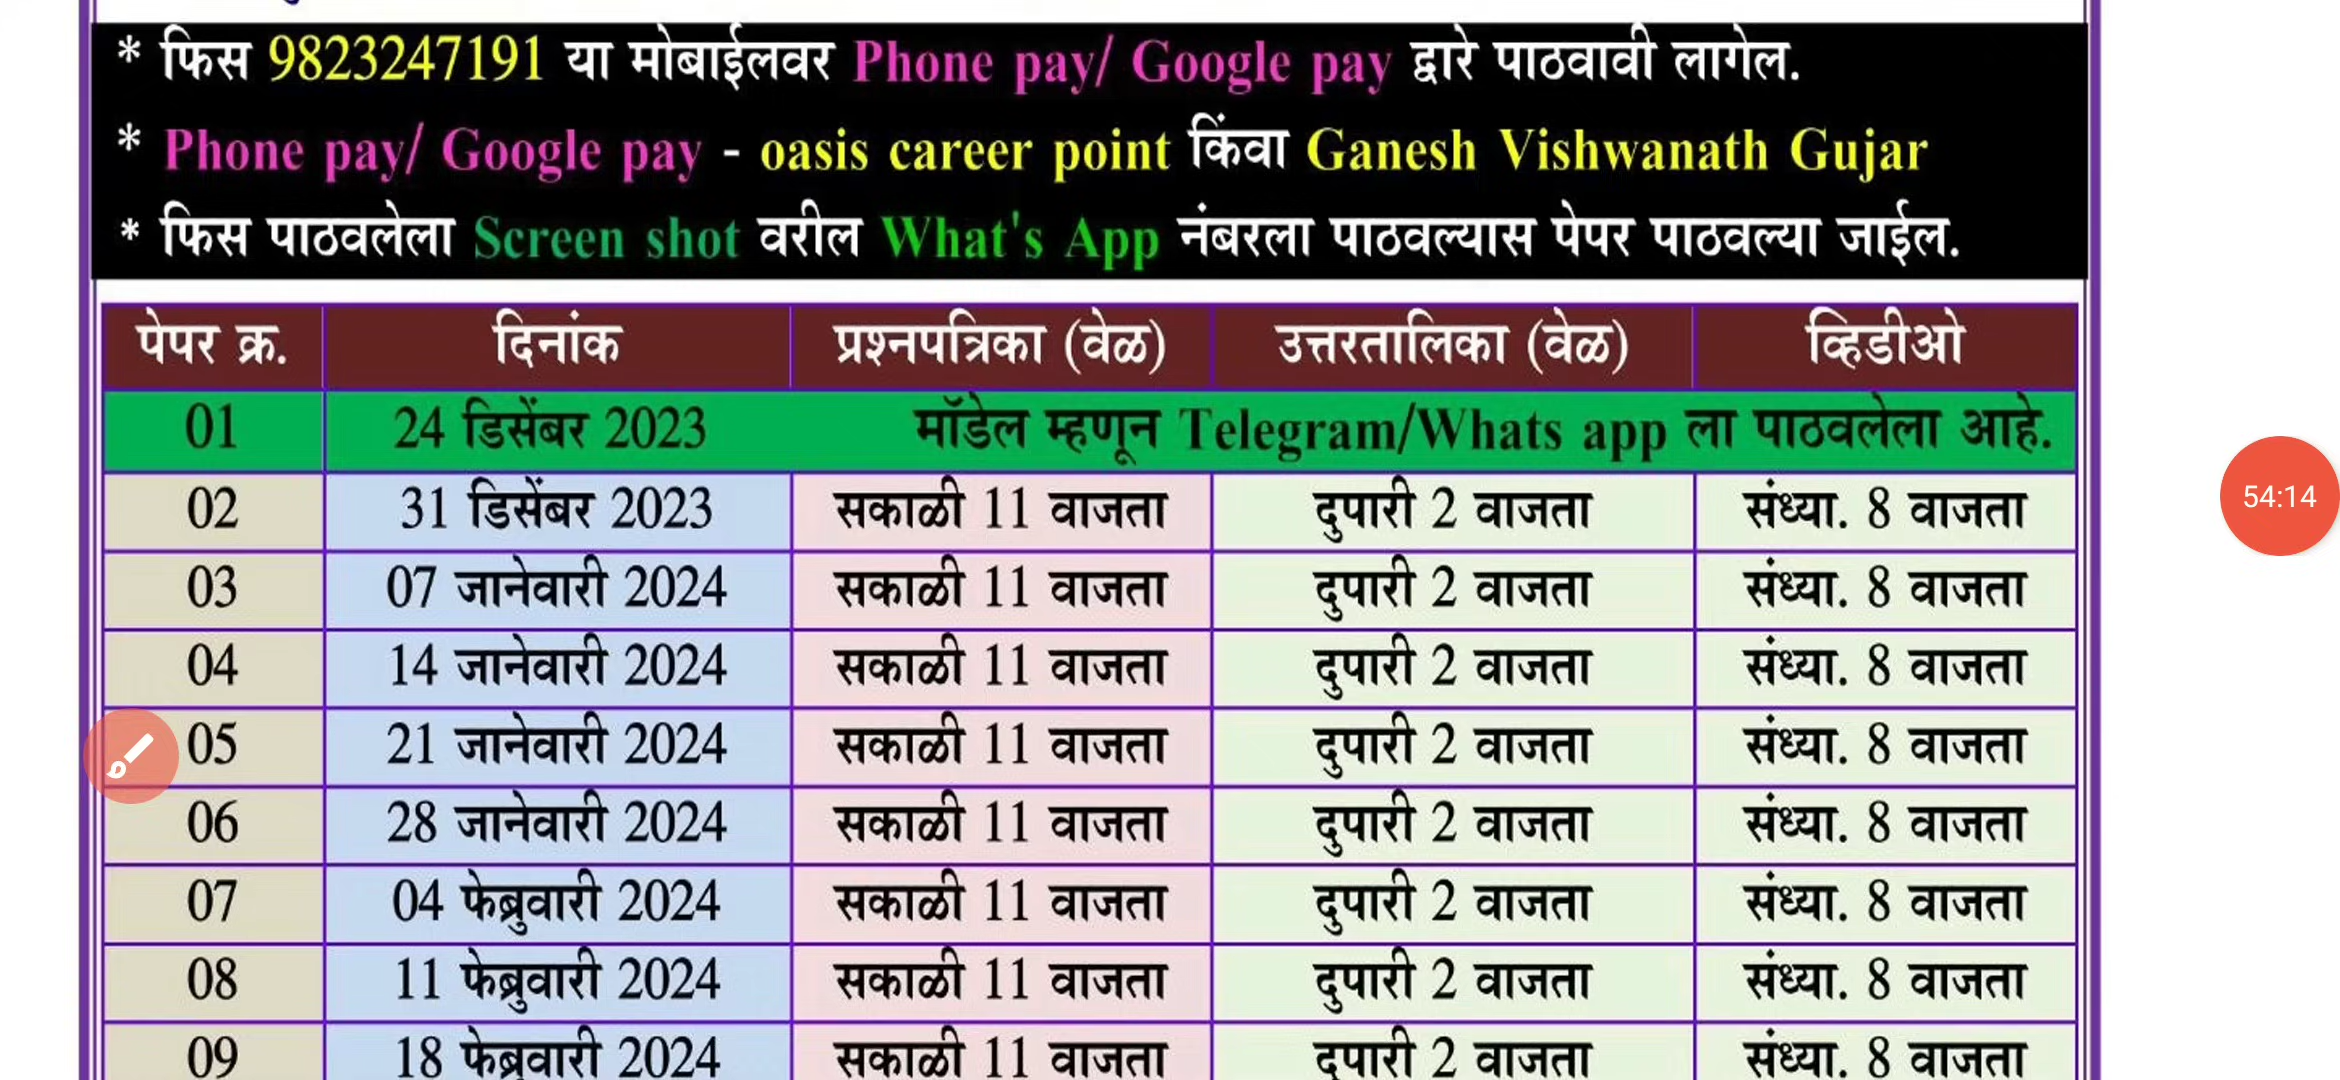 * फिस 9823247191 या मोबाईलवर Phone pay/ Google pay द्वारे पाठवावी लागेल.
* Phone pay/ Google pay - oasis career point किंवा Ganesh Vishwanath Gujar
* फिस पाठवलेला Screen shot वरील What's App नंबरला पाठवल्यास पेपर पाठवल्या जाईल.
पेपर क्र. दिनांक प्रश्नपत्रिका (वेळ) उत्तरतालिका (वेळ) व्हिडीओ
01 24 डिसेंबर 2023 मॉडेल म्हणून Telegram/Whats app ला पाठवलेला आहे.
02 31 डिसेंबर 2023 सकाळी 11 वाजता दुपारी 2 वाजता संध्या. 8 वाजता
54:14
03 07 जानेवारी 2024 सकाळी 11 वाजता दुपारी 2 वाजता संध्या. 8 वाजता
04 14 जानेवारी 2024 सकाळी 11 वाजता दुपारी 2 वाजता संध्या. 8 वाजता
05 21 जानेवारी 2024 सकाळी 11 वाजता दुपारी 2 वाजता संध्या. 8 वाजता
06 28 जानेवारी 2024 सकाळी 11 वाजता दुपारी 2 वाजता संध्या. 8 वाजता
07 04 फेब्रुवारी 2024 सकाळी 11 वाजता दुपारी 2 वाजता संध्या. 8 वाजता
08 11 फेब्रुवारी 2024 सकाळी 11 वाजता दुपारी 2 वाजता संध्या. 8 वाजता
09 18 फेब्रुवारी 2024 सकाळी 11 वाजता दुपारी 2 वाजता संध्या. 8 वाजता